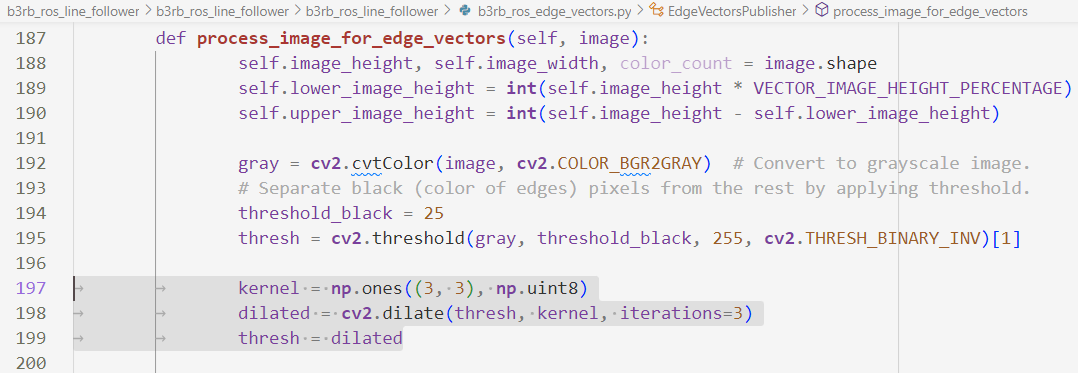 b3rb_ros_line_follower > b3rb_ros_line_follower > b3rb_ros_line_follower > b3rb_ros_edge_vectors.py > EdgeVectorsPublisher > process_image_for_edge_vectors
187 def process_image_for_edge_vectors(self, image):
188 self.image_height, self.image_width, color_count = image.shape
189 self.lower_image_height = int(self.image_height * VECTOR_IMAGE_HEIGHT_PERCENTAGE)
190 self.upper_image_height = int(self.image_height - self.lower_image_height)
191
192 gray = cv2.cvtColor(image, cv2.COLOR_BGR2GRAY)  # Convert to grayscale image.
193 # Separate black (color of edges) pixels from the rest by applying threshold.
194 threshold_black = 25
195 thresh = cv2.threshold(gray, threshold_black, 255, cv2.THRESH_BINARY_INV)[1]
196
197 kernel = np.ones((3, 3), np.uint8)
198 dilated = cv2.dilate(thresh, kernel, iterations=3)
199 thresh = dilated
200